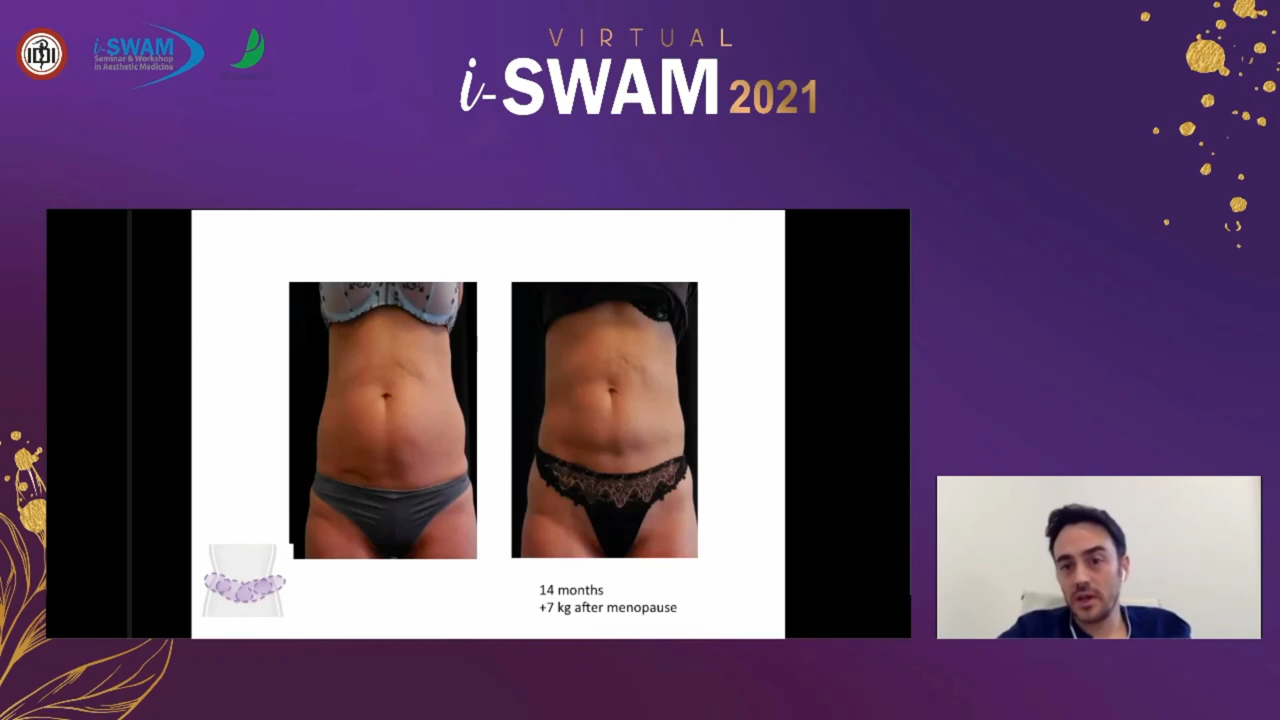 i-SWAM
Seminar & Workshop
in Aesthetic Medicine
VIRTUAL
i-SWAM 2021
14 months
+7 kg after menopause